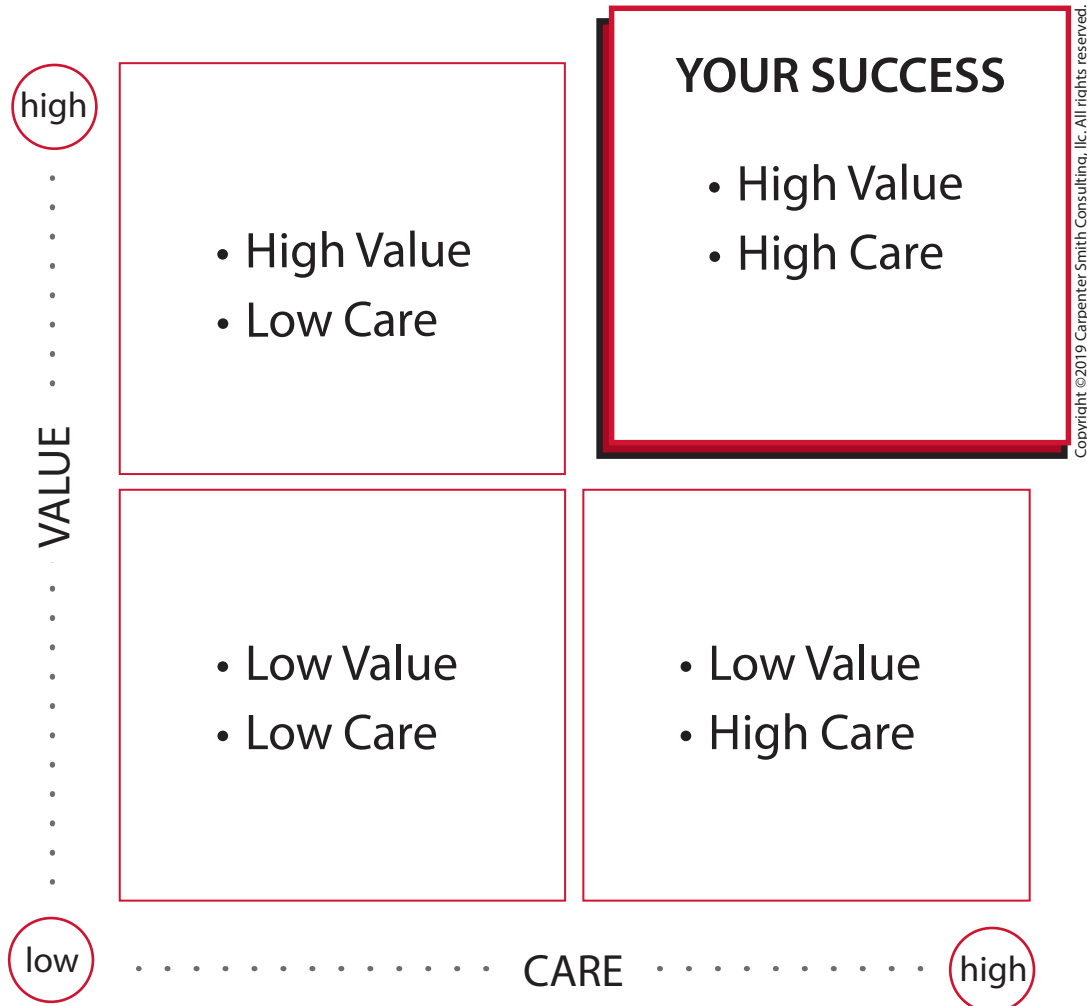 high
• High Value
• Low Care
YOUR SUCCESS
• High Value
• High Care
Copyright ©2019 Carpenter Smith Consulting, llc. All rights reserved.
VALUE
• Low Value
• Low Care
• Low Value
• High Care
low
CARE
high